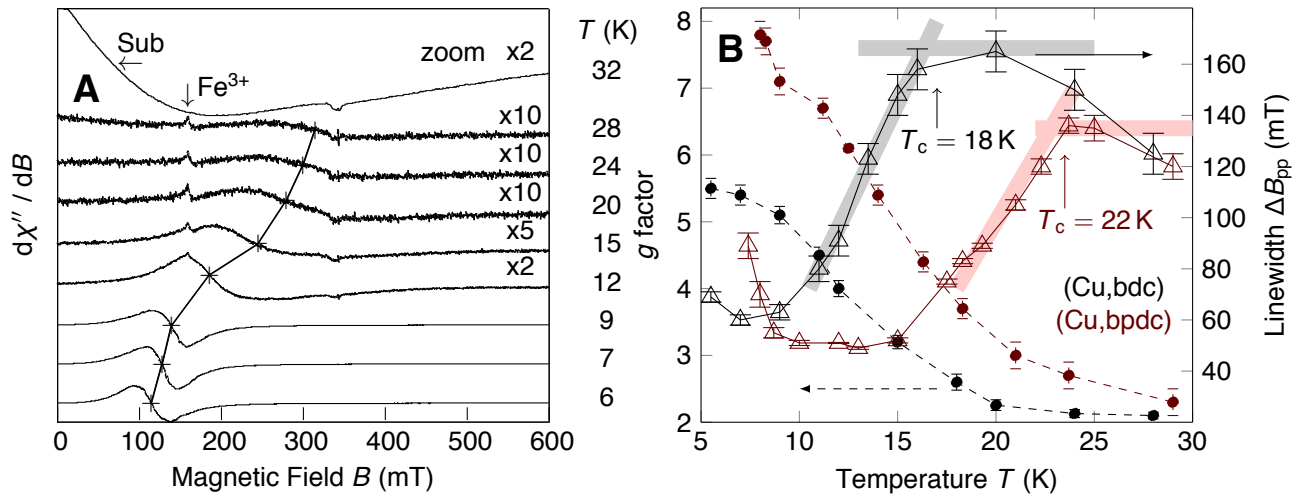 A
Sub
Fe³⁺
zoom x2
x10
x10
x10
x5
x2
T (K)
32
28
24
20
15
12
9
7
6
dχ″ / dB
0 100 200 300 400 500 600
Magnetic Field B (mT)
B
8
7
6
5
4
3
2
g factor
T_c = 18 K
T_c = 22 K
(Cu,bdc)
(Cu,bpdc)
160
140
120
100
80
60
40
Linewidth ΔB_pp (mT)
5 10 15 20 25 30
Temperature T (K)